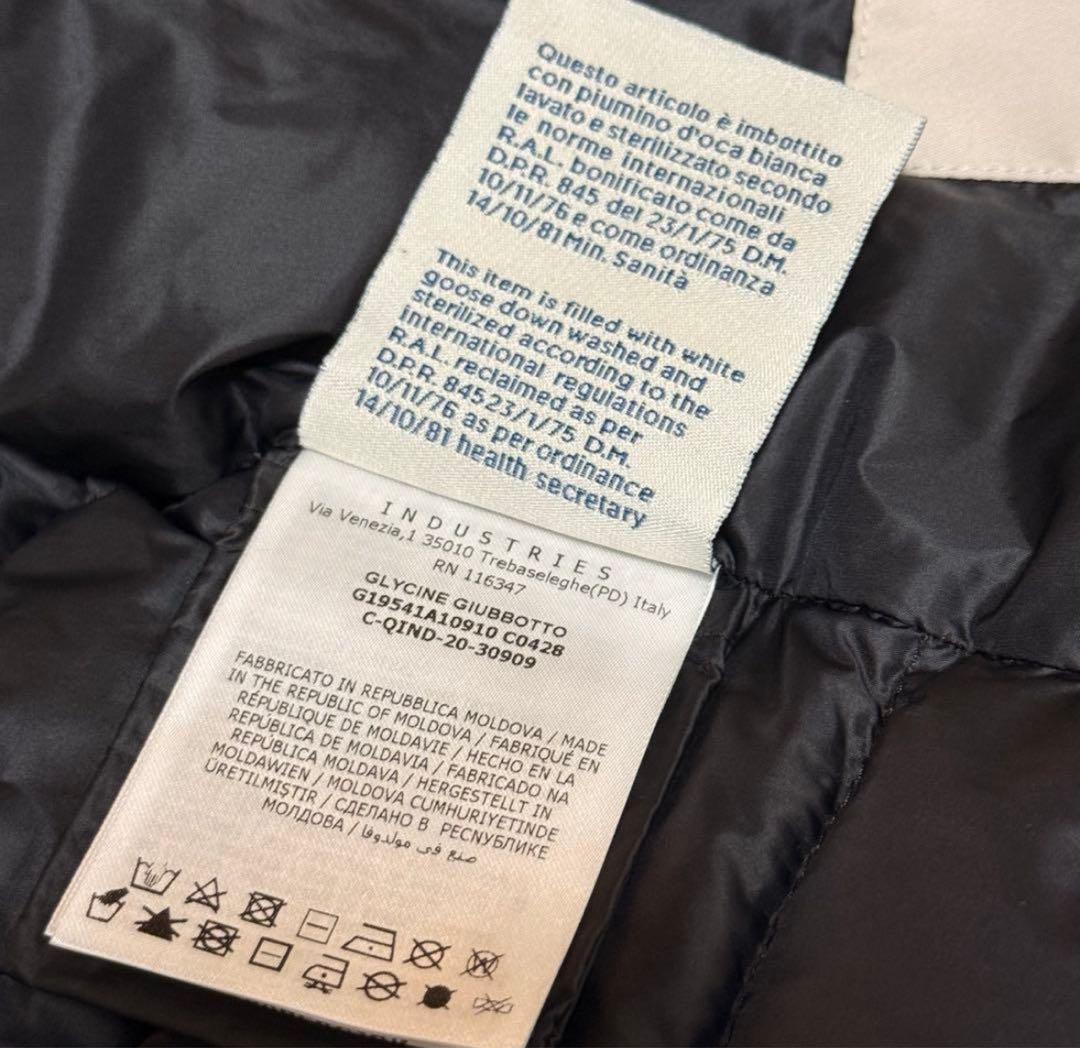 Questo articolo è imbottito
con piumino d'oca bianca
lavato e sterilizzato secondo
le norme internazionali
R.A.L. bonificato come da
D.P.R. 845 del 23/1/75 D.M.
10/11/76 e come ordinanza
14/10/81 Min. Sanità
This item is filled with white
goose down washed and
sterilized according to the
international regulations
R.A.L. reclaimed as per
D.P.R. 845 23/1/75 D.M.
10/11/76 as per ordinance
14/10/81 health secretary
INDUSTRIES
Via Venezia,1 35010 Trebaseleghe(PD) Italy
RN 116347
GLYCINE GIUBBOTTO
G19541A10910 C0428
C-QIND-20-30909
FABBRICATO IN REPUBBLICA MOLDOVA / MADE
IN THE REPUBLIC OF MOLDOVA / FABRIQUÉ EN
RÉPUBLIQUE DE MOLDAVIE / HECHO EN LA
REPÚBLICA DE MOLDAVIA / FABRICADO NA
REPÚBLICA MOLDAVA / HERGESTELLT IN
MOLDAWIEN / MOLDOVA CUMHURIYETINDE
ÜRETILMIŞTIR / СДЕЛАНО В РЕСПУБЛИКЕ
МОЛДОВА / صنع في مولدوفا